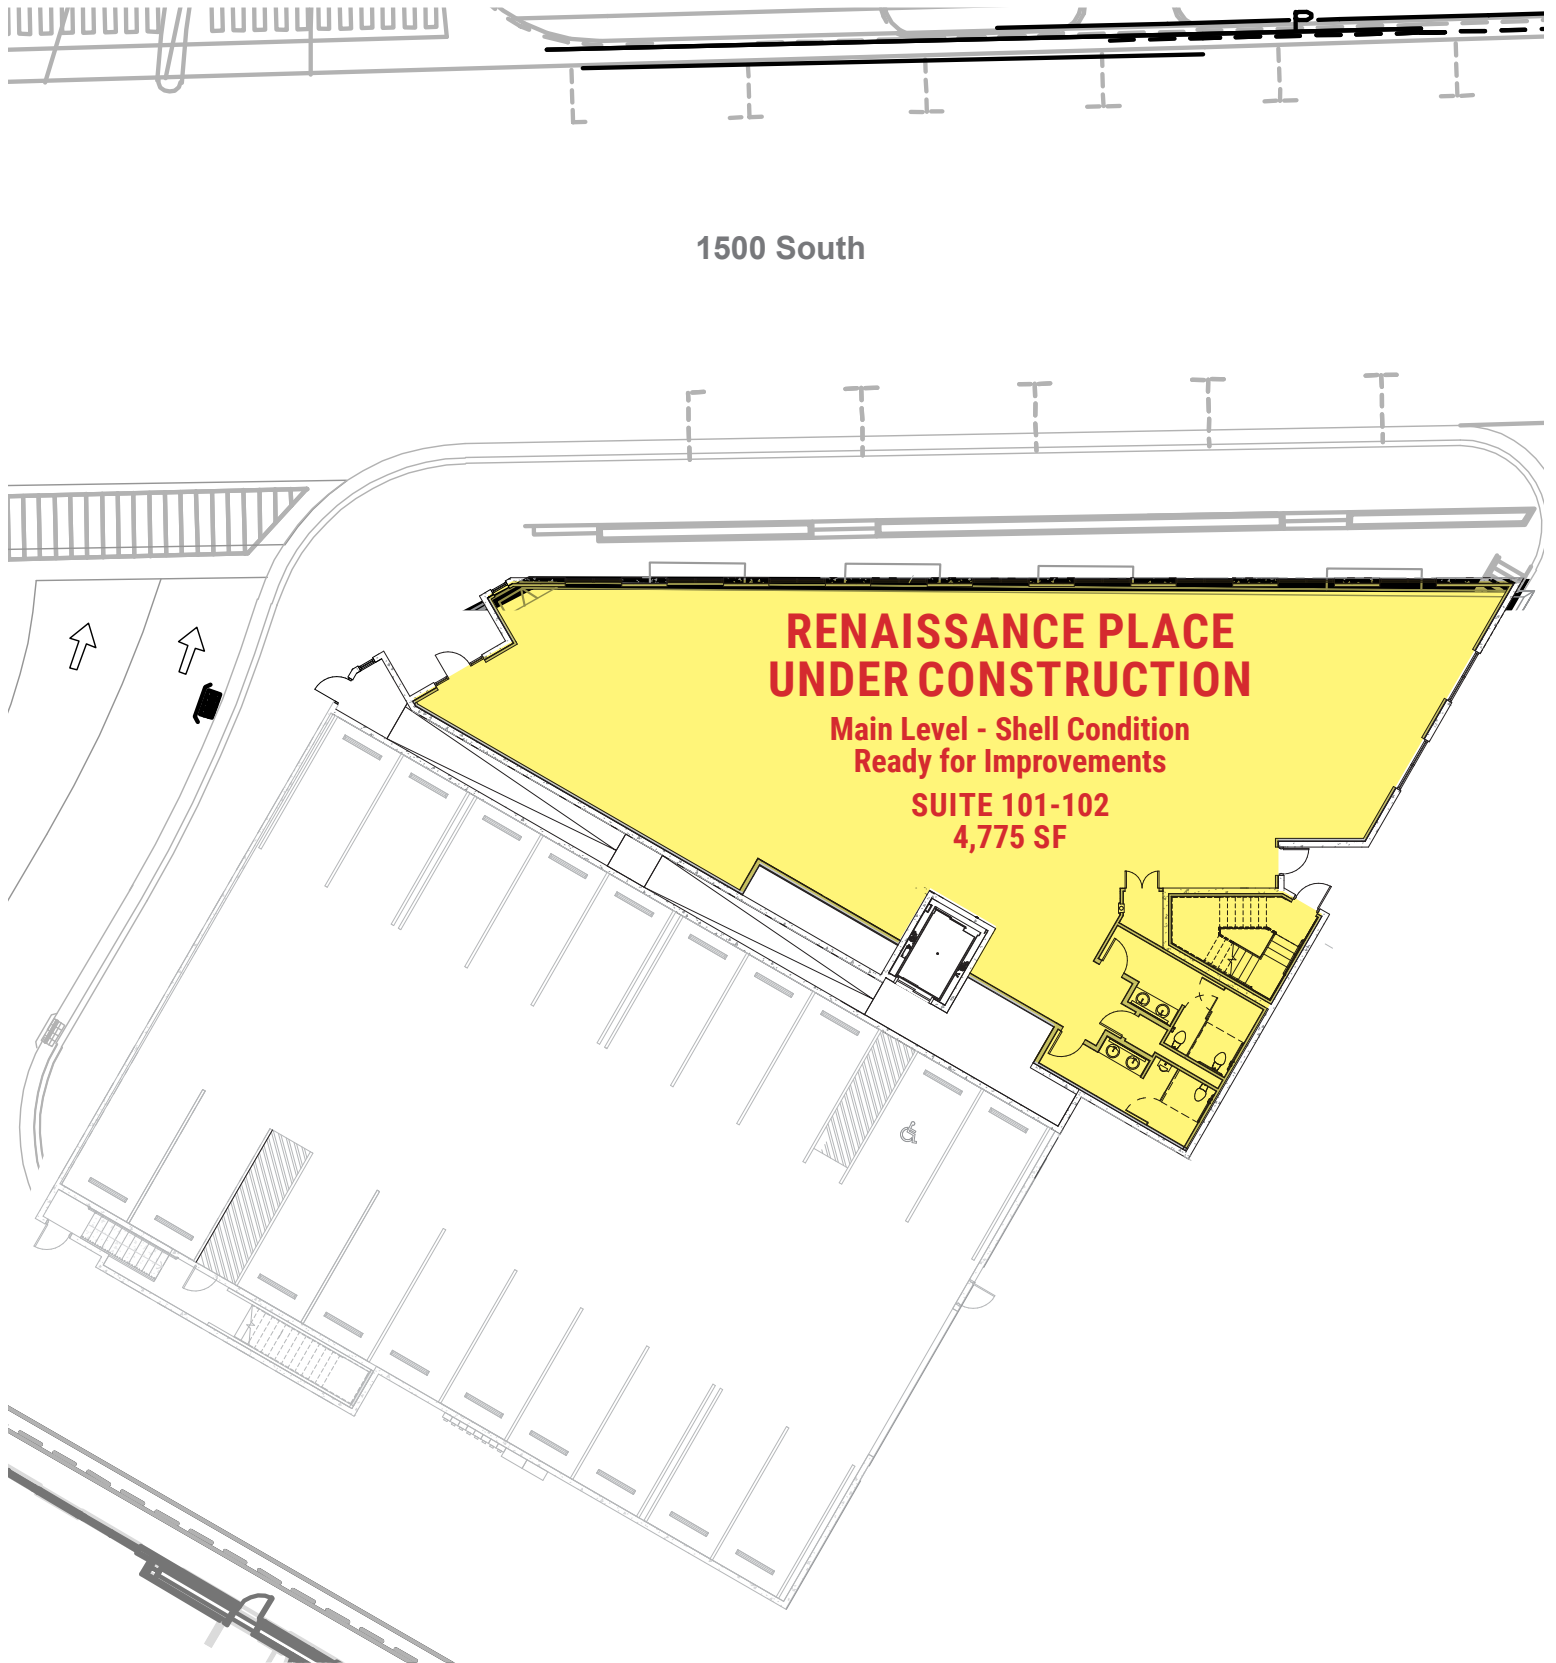 P
1500 South
RENAISSANCE PLACE
UNDER CONSTRUCTION
Main Level - Shell Condition
Ready for Improvements
SUITE 101-102
4,775 SF